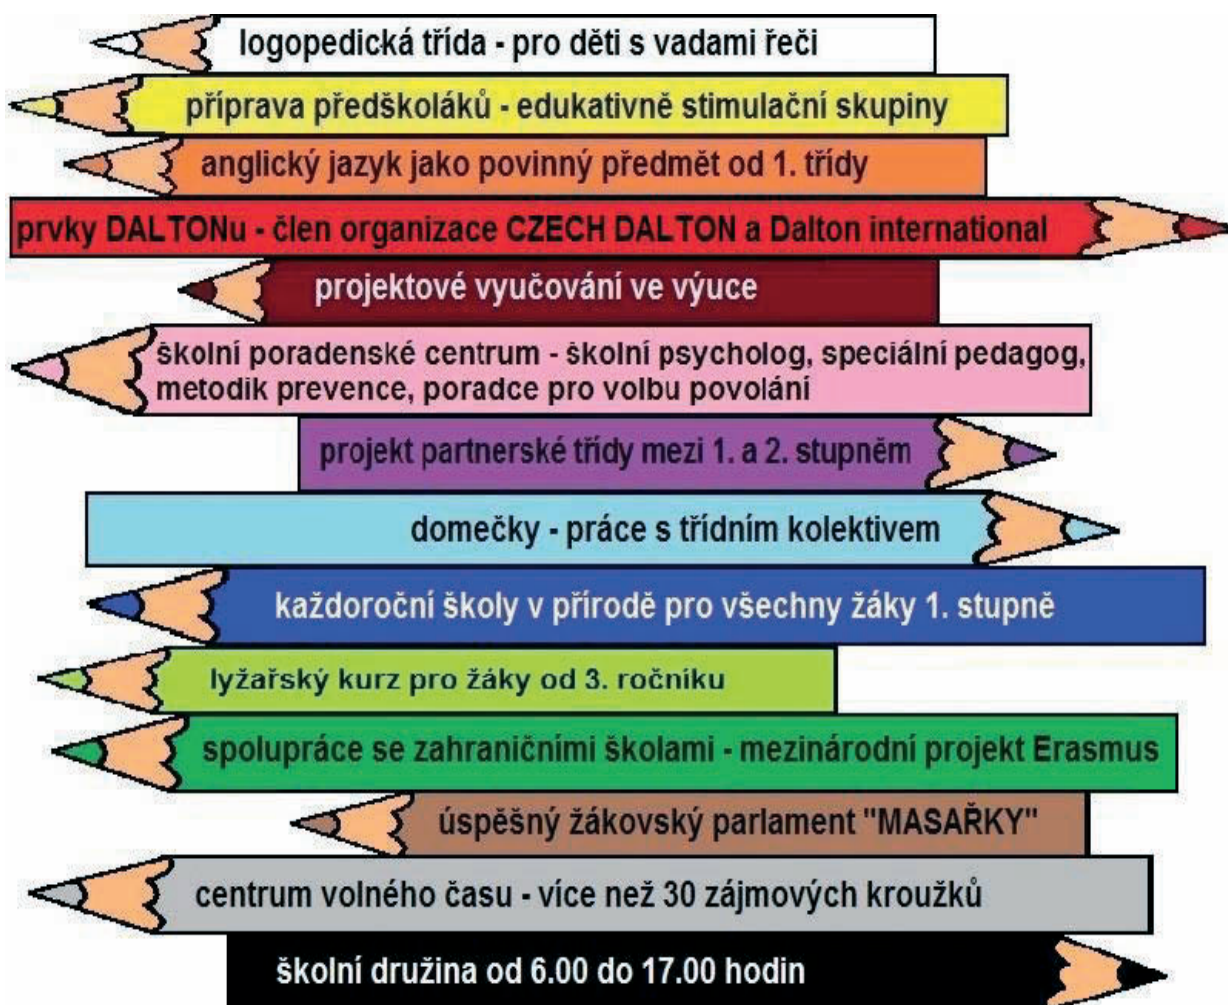 logopedická třída - pro děti s vadami řeči
příprava předškoláků - edukativně stimulační skupiny
anglický jazyk jako povinný předmět od 1. třídy
prvky DALTONu - člen organizace CZECH DALTON a Dalton international
projektové vyučování ve výuce
školní poradenské centrum - školní psycholog, speciální pedagog,
metodik prevence, poradce pro volbu povolání
projekt partnerské třídy mezi 1. a 2. stupněm
domečky - práce s třídním kolektivem
každoroční školy v přírodě pro všechny žáky 1. stupně
lyžařský kurz pro žáky od 3. ročníku
spolupráce se zahraničními školami - mezinárodní projekt Erasmus
úspěšný žákovský parlament "MASAŘKY"
centrum volného času - více než 30 zájmových kroužků
školní družina od 6.00 do 17.00 hodin